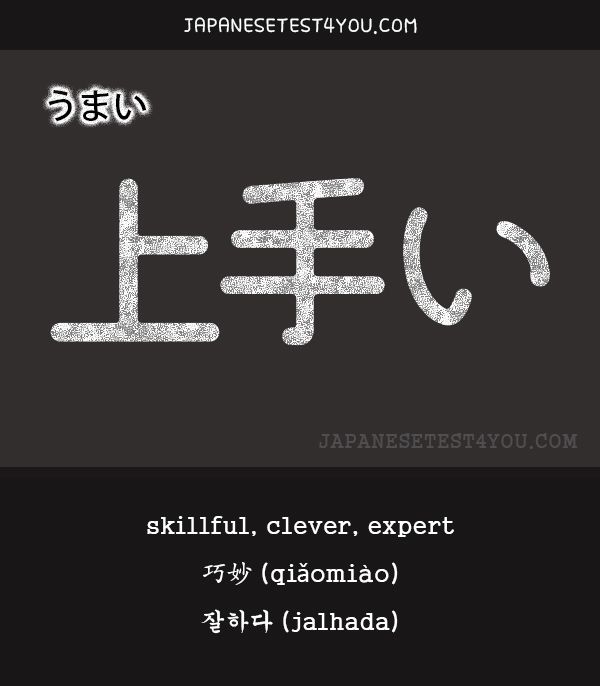 JAPANESETEST4YOU.COM
うまい
上手い
JAPANESETEST4YOU.COM
skillful, clever, expert
巧妙 (qiǎomiào)
잘하다 (jalhada)